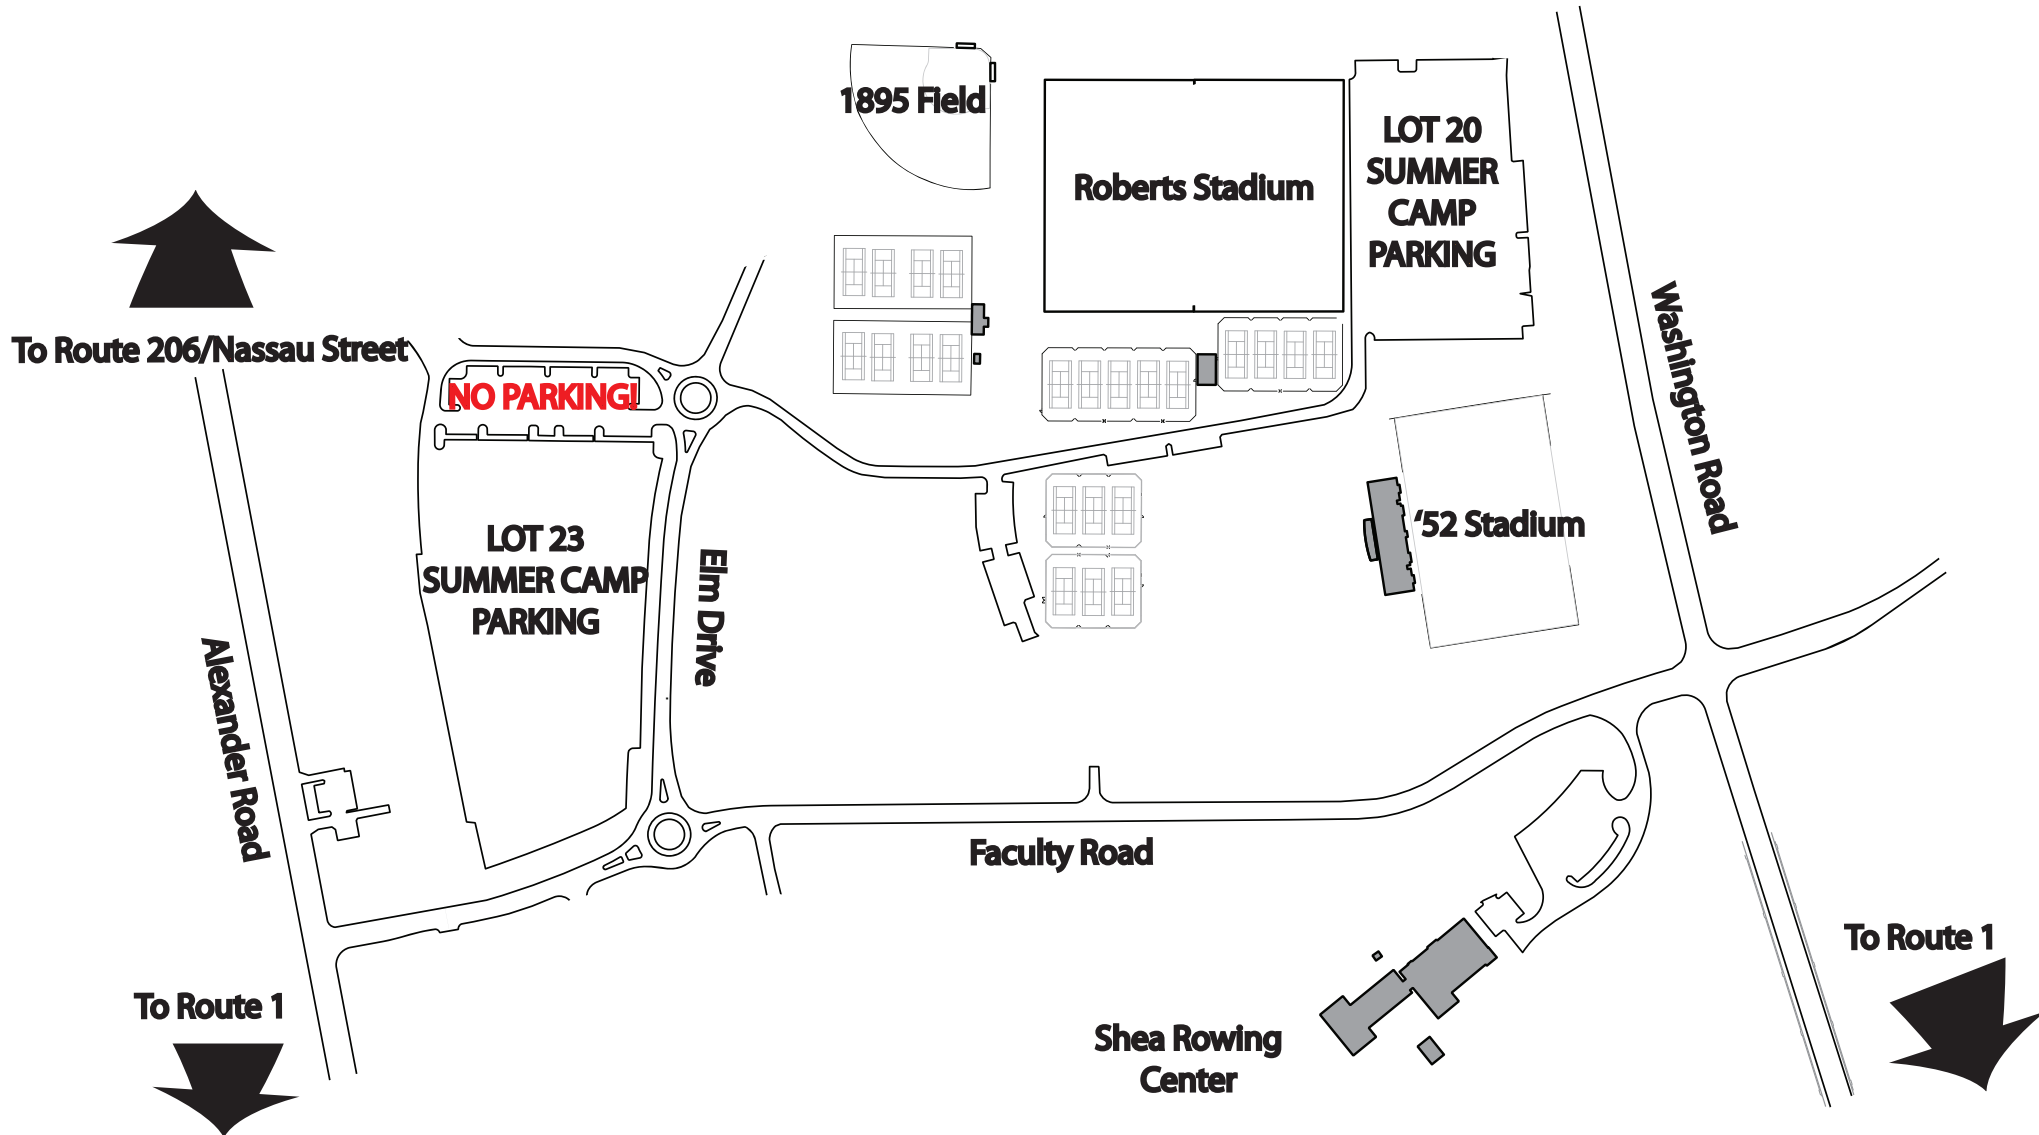 1895 Field
Roberts Stadium
LOT 20
SUMMER
CAMP
PARKING
To Route 206/Nassau Street
NO PARKING!
Washington Road
LOT 23
SUMMER CAMP
PARKING
Elm Drive
‘52 Stadium
Alexander Road
Faculty Road
To Route 1
To Route 1
Shea Rowing
Center